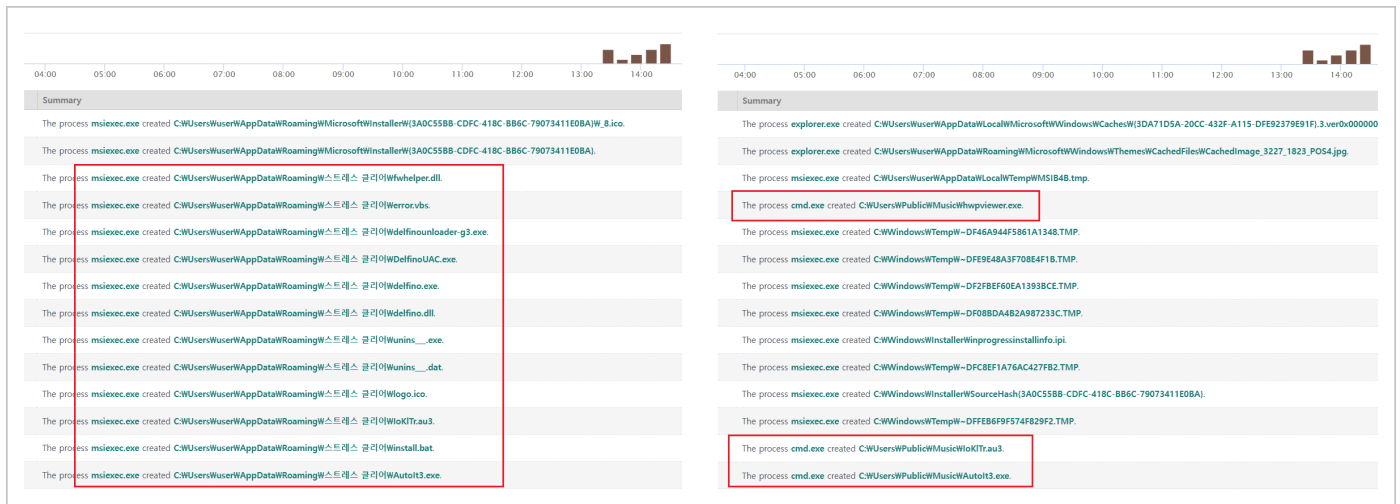 04:00 05:00 06:00 07:00 08:00 09:00 10:00 11:00 12:00 13:00 14:00
Summary
The process msiexec.exe created C:₩Users₩user₩AppData₩Roaming₩Microsoft₩Installer₩{3A0C55BB-CDFC-418C-BB6C-79073411E0BA}₩_8.ico.
The process msiexec.exe created C:₩Users₩user₩AppData₩Roaming₩Microsoft₩Installer₩{3A0C55BB-CDFC-418C-BB6C-79073411E0BA}.
The process msiexec.exe created C:₩Users₩user₩AppData₩Roaming₩스트레스 클리어₩fwhelper.dll.
The process msiexec.exe created C:₩Users₩user₩AppData₩Roaming₩스트레스 클리어₩error.vbs.
The process msiexec.exe created C:₩Users₩user₩AppData₩Roaming₩스트레스 클리어₩delfinounloader-g3.exe.
The process msiexec.exe created C:₩Users₩user₩AppData₩Roaming₩스트레스 클리어₩DelfinoUAC.exe.
The process msiexec.exe created C:₩Users₩user₩AppData₩Roaming₩스트레스 클리어₩delfino.exe.
The process msiexec.exe created C:₩Users₩user₩AppData₩Roaming₩스트레스 클리어₩delfino.dll.
The process msiexec.exe created C:₩Users₩user₩AppData₩Roaming₩스트레스 클리어₩unins___.exe.
The process msiexec.exe created C:₩Users₩user₩AppData₩Roaming₩스트레스 클리어₩unins___.dat.
The process msiexec.exe created C:₩Users₩user₩AppData₩Roaming₩스트레스 클리어₩logo.ico.
The process msiexec.exe created C:₩Users₩user₩AppData₩Roaming₩스트레스 클리어₩IoKlTr.au3.
The process msiexec.exe created C:₩Users₩user₩AppData₩Roaming₩스트레스 클리어₩install.bat.
The process msiexec.exe created C:₩Users₩user₩AppData₩Roaming₩스트레스 클리어₩AutoIt3.exe.
04:00 05:00 06:00 07:00 08:00 09:00 10:00 11:00 12:00 13:00 14:00
Summary
The process explorer.exe created C:₩Users₩user₩AppData₩Local₩Microsoft₩Windows₩Caches₩{3DA71D5A-20CC-432F-A115-DFE92379E91F}.3.ver0x000000
The process explorer.exe created C:₩Users₩user₩AppData₩Roaming₩Microsoft₩Windows₩Themes₩CachedFiles₩CachedImage_3227_1823_POS4.jpg.
The process msiexec.exe created C:₩Users₩user₩AppData₩Local₩Temp₩MSIB4B.tmp.
The process cmd.exe created C:₩Users₩Public₩Music₩hwpviewer.exe.
The process msiexec.exe created C:₩Windows₩Temp₩~DF46A944F5861A1348.TMP.
The process msiexec.exe created C:₩Windows₩Temp₩~DFE9E48A3F708E4F1B.TMP.
The process msiexec.exe created C:₩Windows₩Temp₩~DF2FBEF60EA1393BCE.TMP.
The process msiexec.exe created C:₩Windows₩Temp₩~DF08BDA4B2A987233C.TMP.
The process msiexec.exe created C:₩Windows₩Installer₩inprogressinstallinfo.ipi.
The process msiexec.exe created C:₩Windows₩Temp₩~DFC8EF1A76AC427FB2.TMP.
The process msiexec.exe created C:₩Windows₩Installer₩SourceHash{3A0C55BB-CDFC-418C-BB6C-79073411E0BA}.
The process msiexec.exe created C:₩Windows₩Temp₩~DFFEB6F9F574F829F2.TMP.
The process cmd.exe created C:₩Users₩Public₩Music₩IoKlTr.au3.
The process cmd.exe created C:₩Users₩Public₩Music₩AutoIt3.exe.